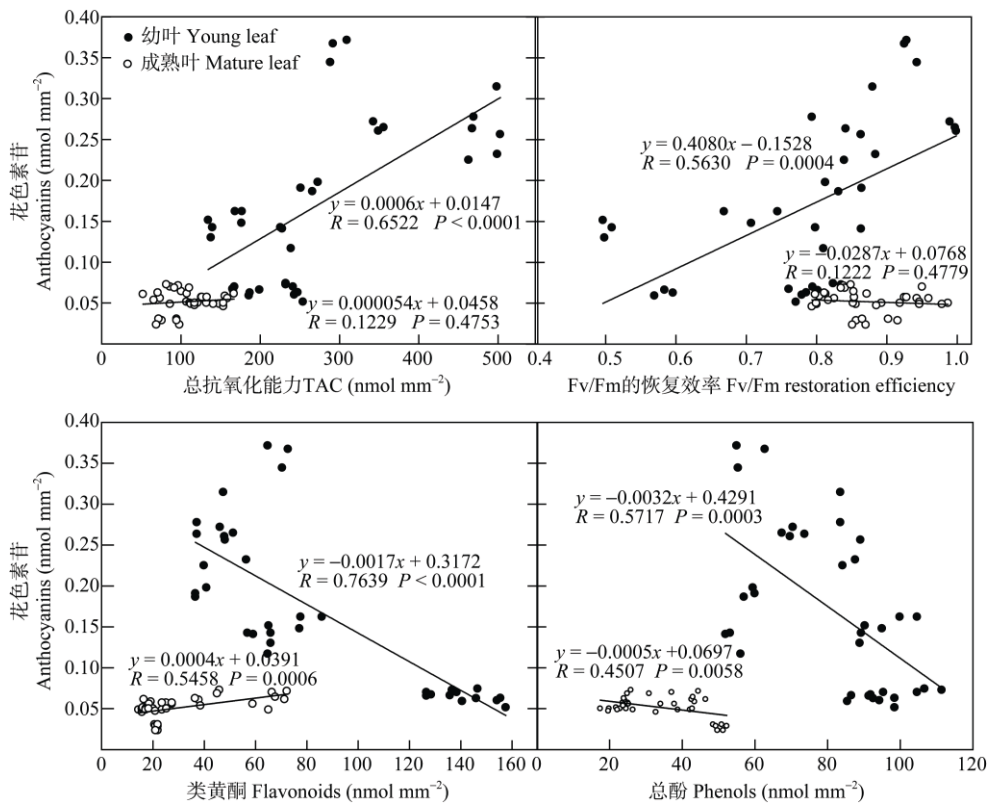 0.40
0.35
0.30
0.25
0.20
0.15
0.10
0.05
花色素苷
Anthocyanins (nmol mm⁻²)
● 幼叶 Young leaf
○ 成熟叶 Mature leaf
y = 0.0006x + 0.0147
R = 0.6522 P < 0.0001
y = 0.000054x + 0.0458
R = 0.1229 P = 0.4753
0 100 200 300 400 500
总抗氧化能力TAC (nmol mm⁻²)
y = 0.4080x – 0.1528
R = 0.5630 P = 0.0004
y = –0.0287x + 0.0768
R = 0.1222 P = 0.4779
0.4 0.5 0.6 0.7 0.8 0.9 1.0
Fv/Fm的恢复效率 Fv/Fm restoration efficiency
0.40
0.35
0.30
0.25
0.20
0.15
0.10
0.05
花色素苷
Anthocyanins (nmol mm⁻²)
y = –0.0017x + 0.3172
R = 0.7639 P < 0.0001
y = 0.0004x + 0.0391
R = 0.5458 P = 0.0006
0 20 40 60 80 100 120 140 160
类黄酮 Flavonoids (nmol mm⁻²)
y = –0.0032x + 0.4291
R = 0.5717 P = 0.0003
y = –0.0005x +0.0697
R = 0.4507 P = 0.0058
0 20 40 60 80 100 120
总酚 Phenols (nmol mm⁻²)